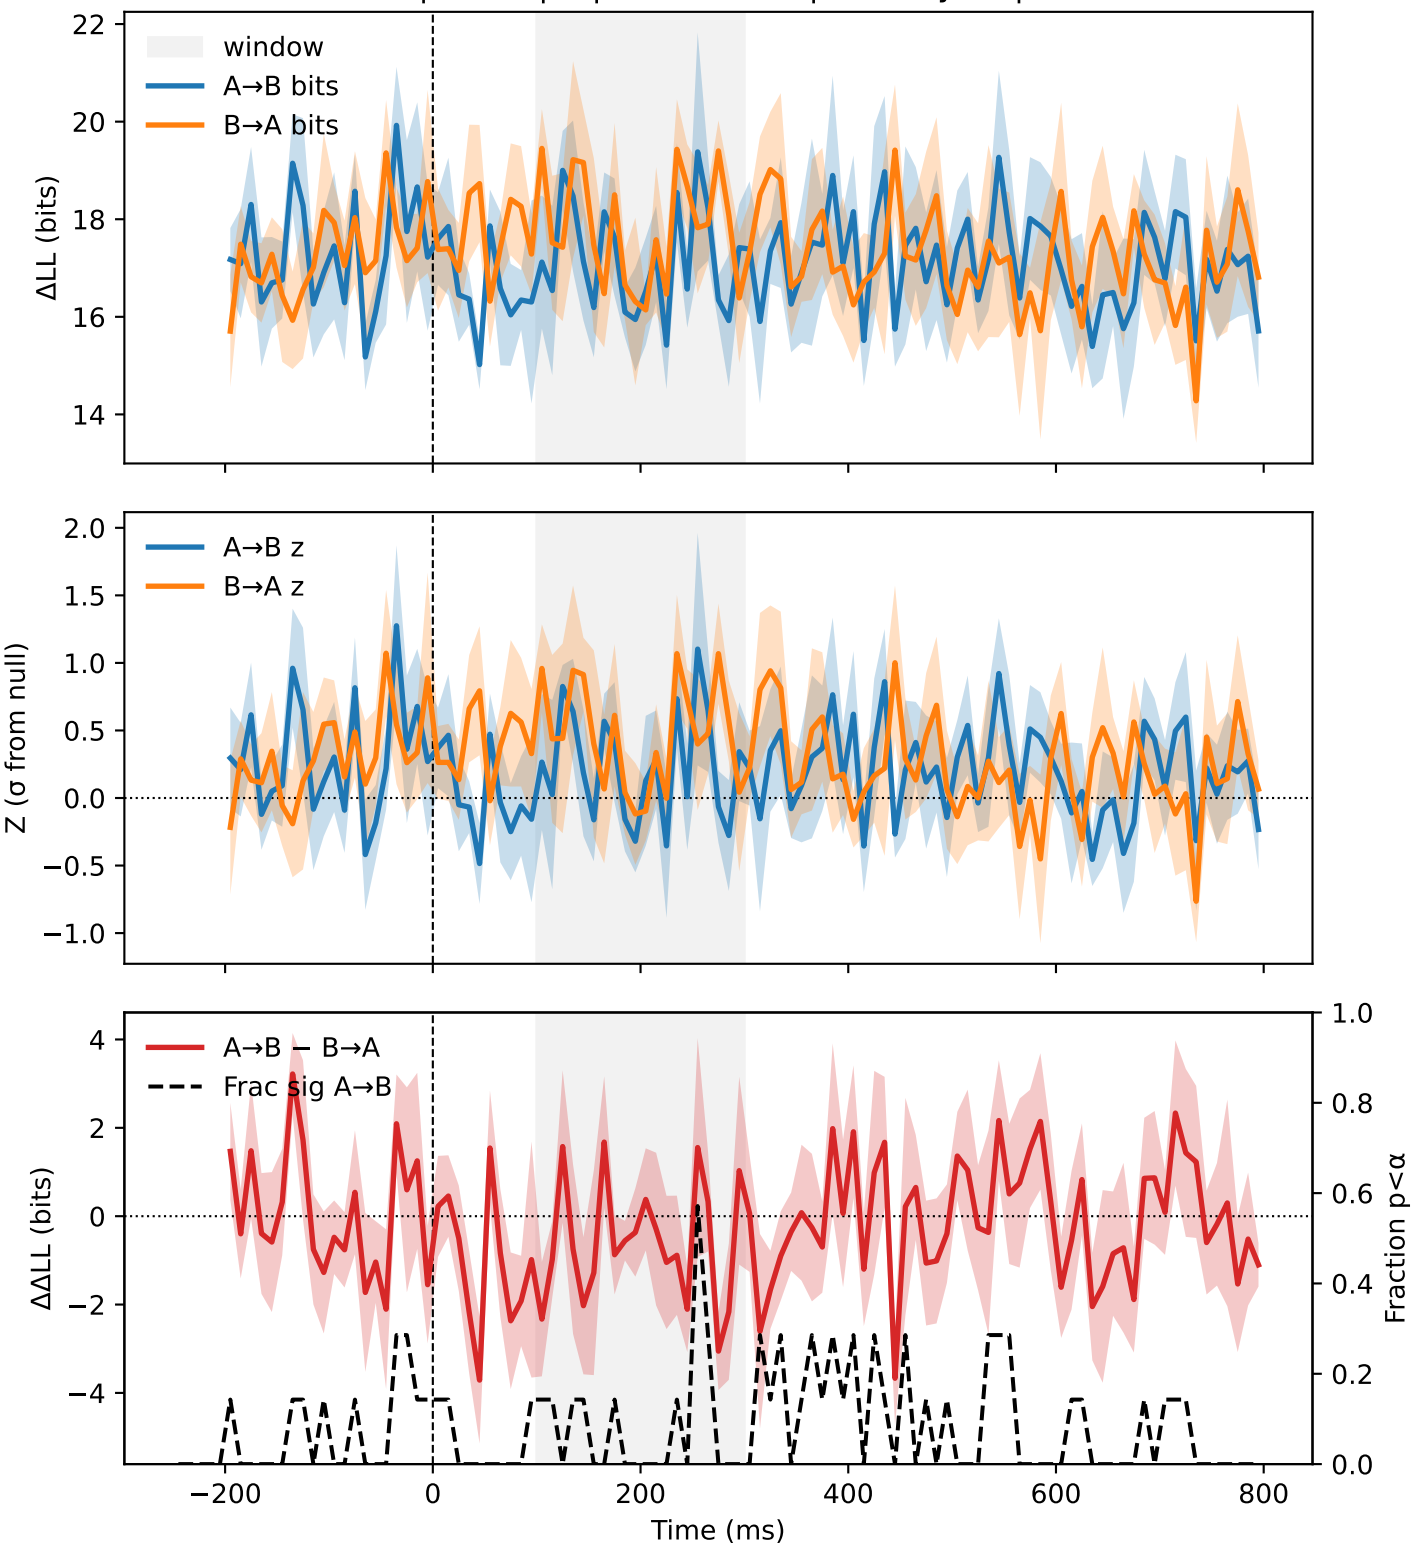 22
20
18
16
14
ΔLL (bits)
window
A→B bits
B→A bits
2.0
1.5
1.0
0.5
0.0
−0.5
−1.0
Z (σ from null)
A→B z
B→A z
4
2
0
−2
−4
ΔΔLL (bits)
A→B − B→A
Frac sig A→B
1.0
0.8
0.6
0.4
0.2
0.0
Fraction p<α
−200 0 200 400 600 800
Time (ms)